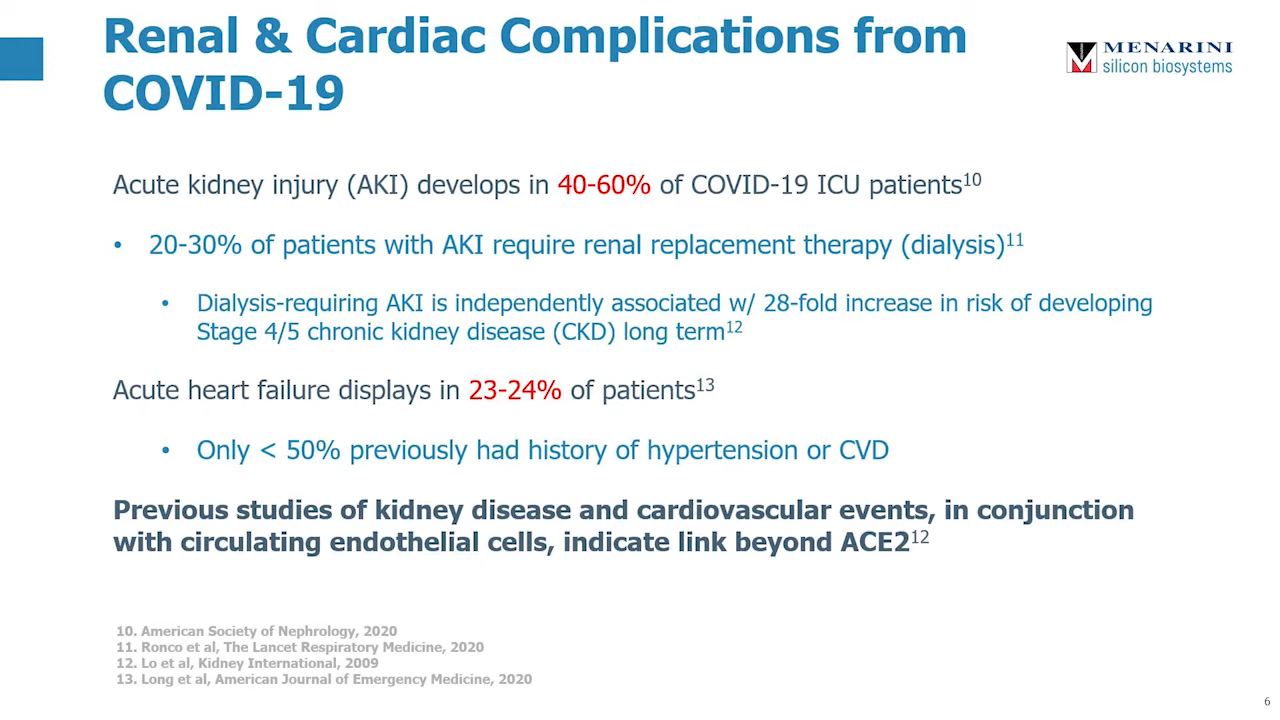 Renal & Cardiac Complications from
COVID-19
MENARINI
silicon biosystems
Acute kidney injury (AKI) develops in 40-60% of COVID-19 ICU patients10
• 20-30% of patients with AKI require renal replacement therapy (dialysis)11
• Dialysis-requiring AKI is independently associated w/ 28-fold increase in risk of developing
Stage 4/5 chronic kidney disease (CKD) long term12
Acute heart failure displays in 23-24% of patients13
• Only < 50% previously had history of hypertension or CVD
Previous studies of kidney disease and cardiovascular events, in conjunction
with circulating endothelial cells, indicate link beyond ACE212
10. American Society of Nephrology, 2020
11. Ronco et al, The Lancet Respiratory Medicine, 2020
12. Lo et al, Kidney International, 2009
13. Long et al, American Journal of Emergency Medicine, 2020
6